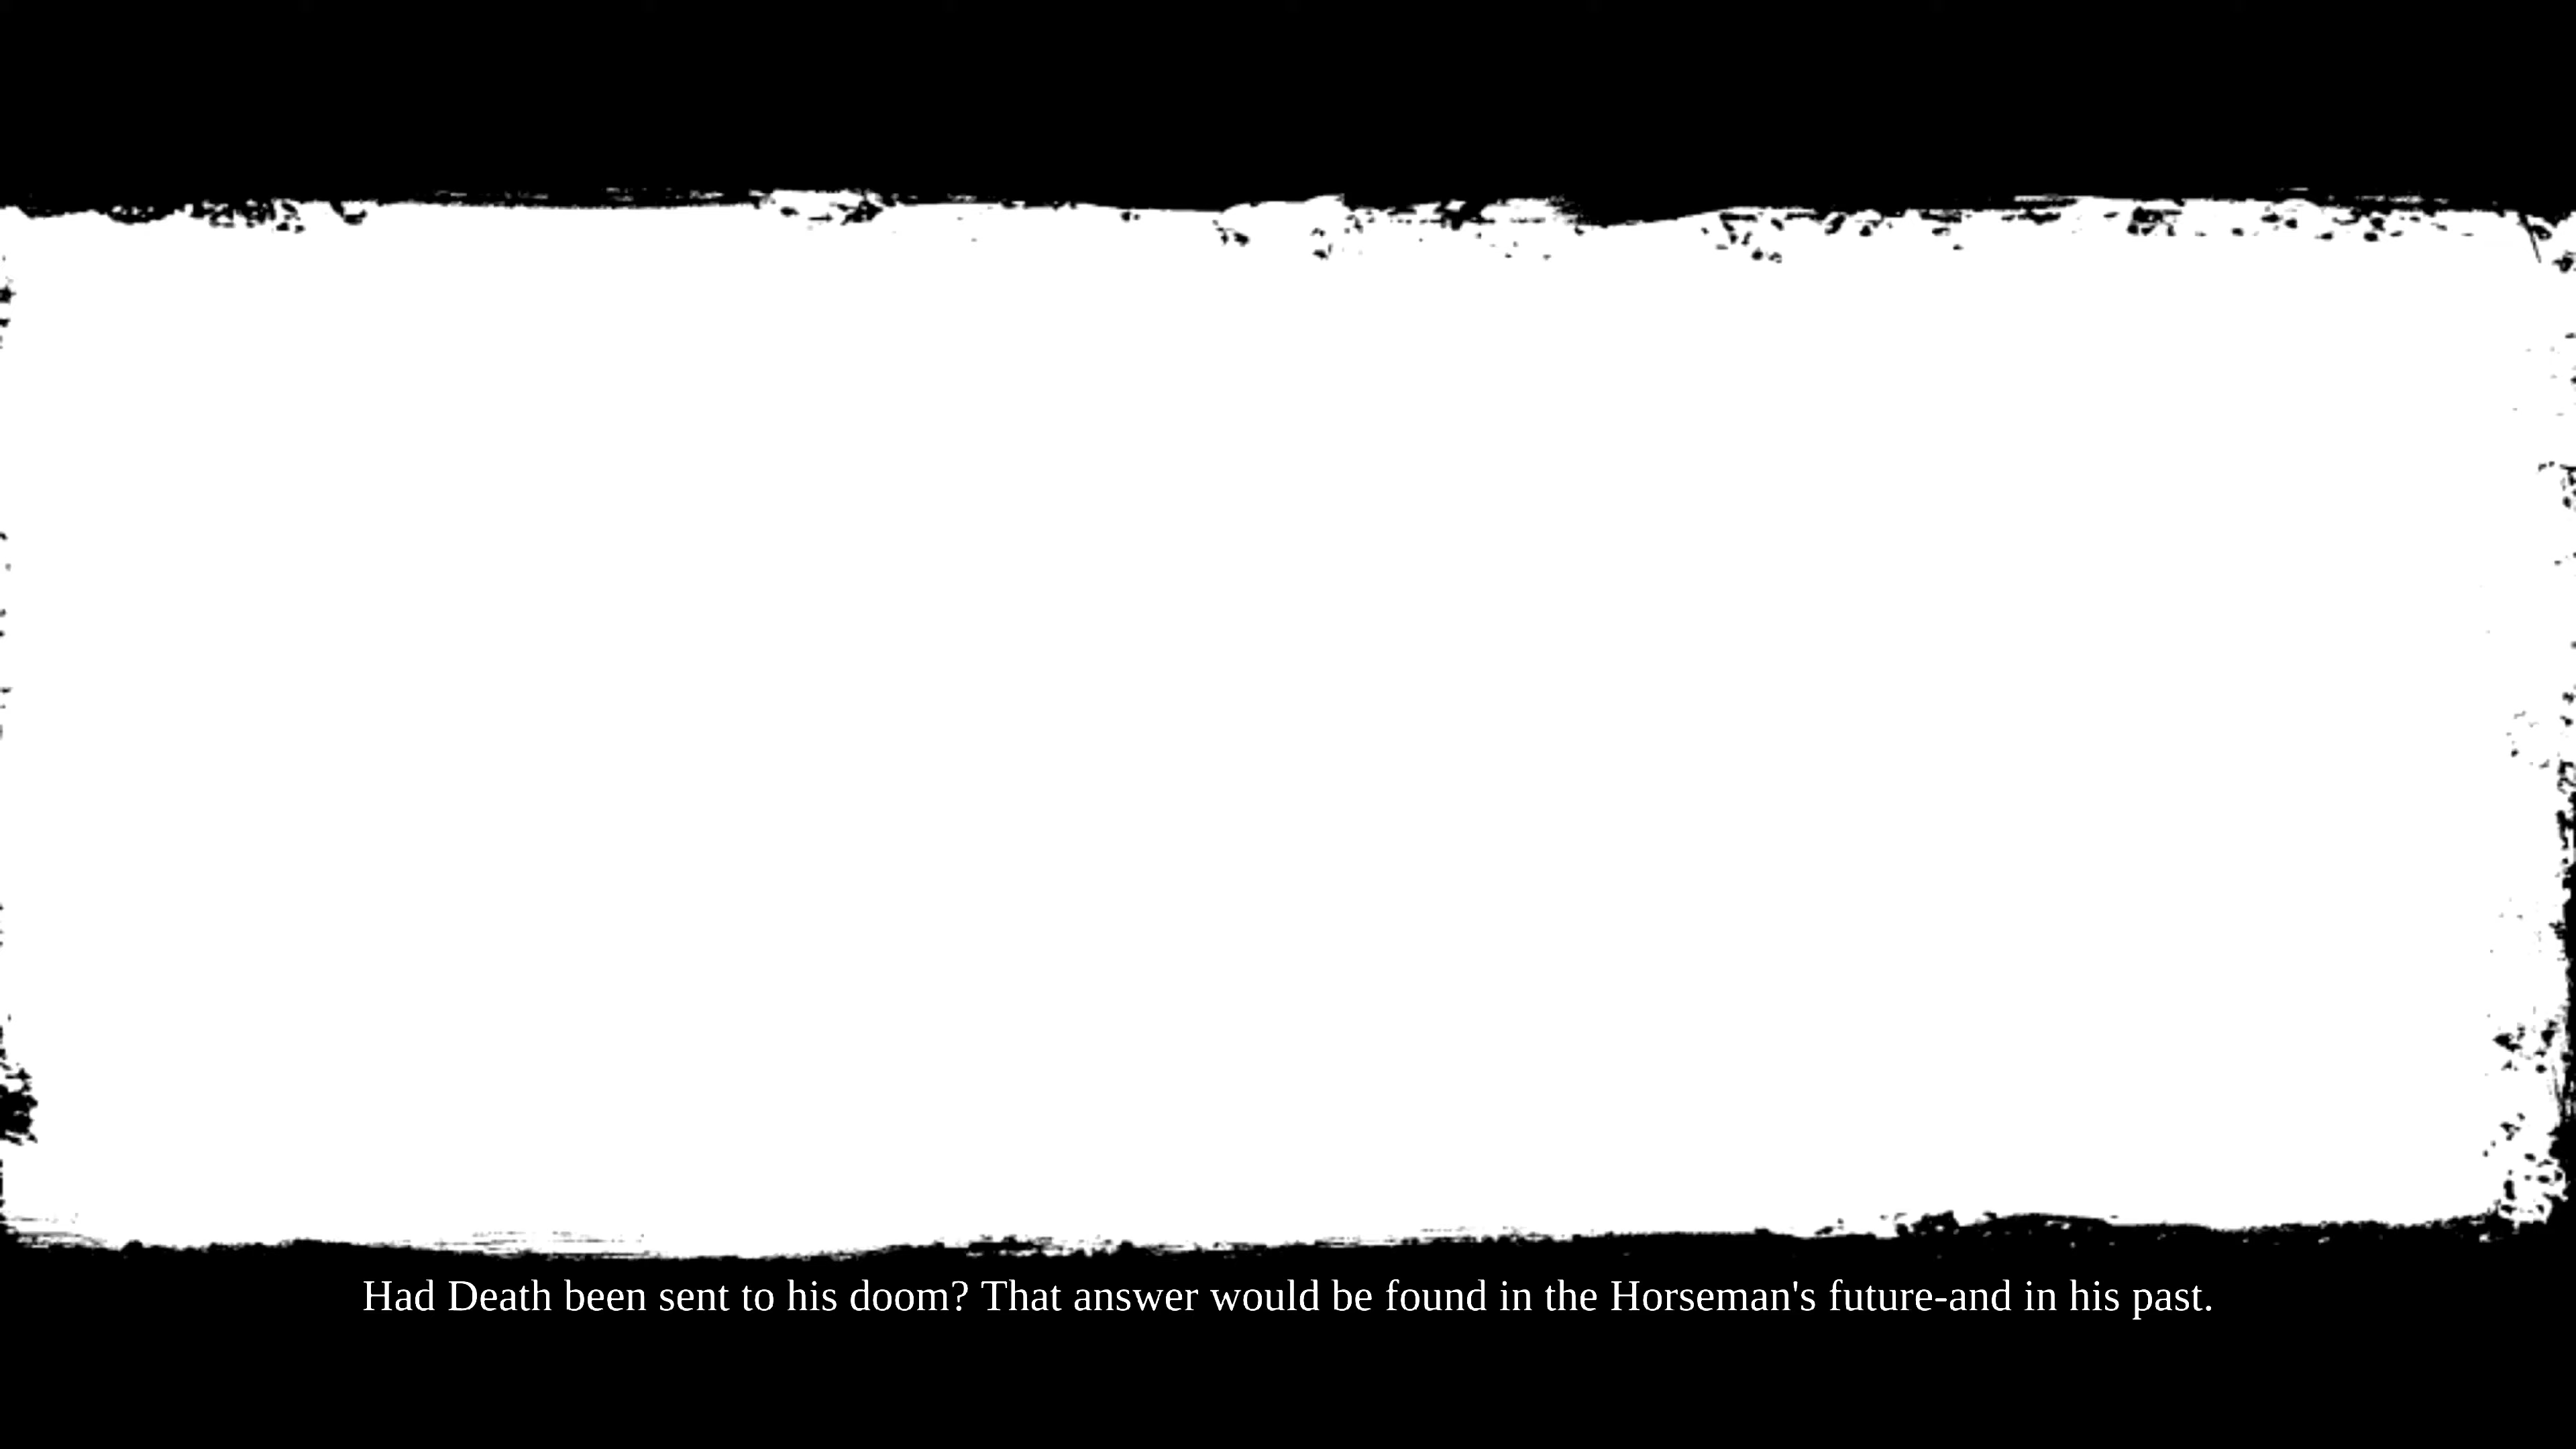 Had Death been sent to his doom? That answer would be found in the Horseman's future-and in his past.